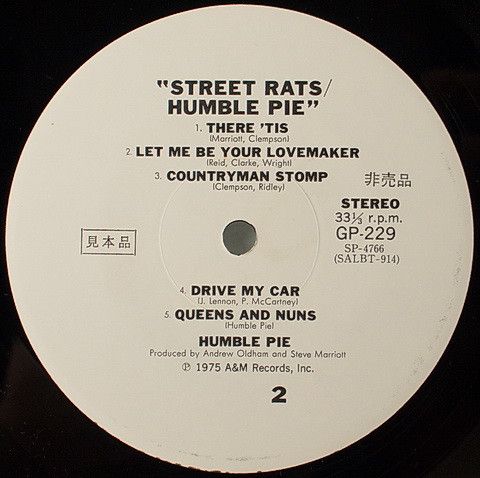 "STREET RATS/
HUMBLE PIE"
1. THERE 'TIS
(Marriott, Clempson)
2. LET ME BE YOUR LOVEMAKER
(Reid, Clarke, Wright)
3. COUNTRYMAN STOMP
(Clempson, Ridley)
非売品
STEREO
33⅓ r.p.m.
GP-229
SP-4766
(SALBT-914)
見本品
4. DRIVE MY CAR
(J. Lennon, P. McCartney)
5. QUEENS AND NUNS
(Humble Pie)
HUMBLE PIE
Produced by Andrew Oldham and Steve Marriott
℗ 1975 A&M Records, Inc.
2